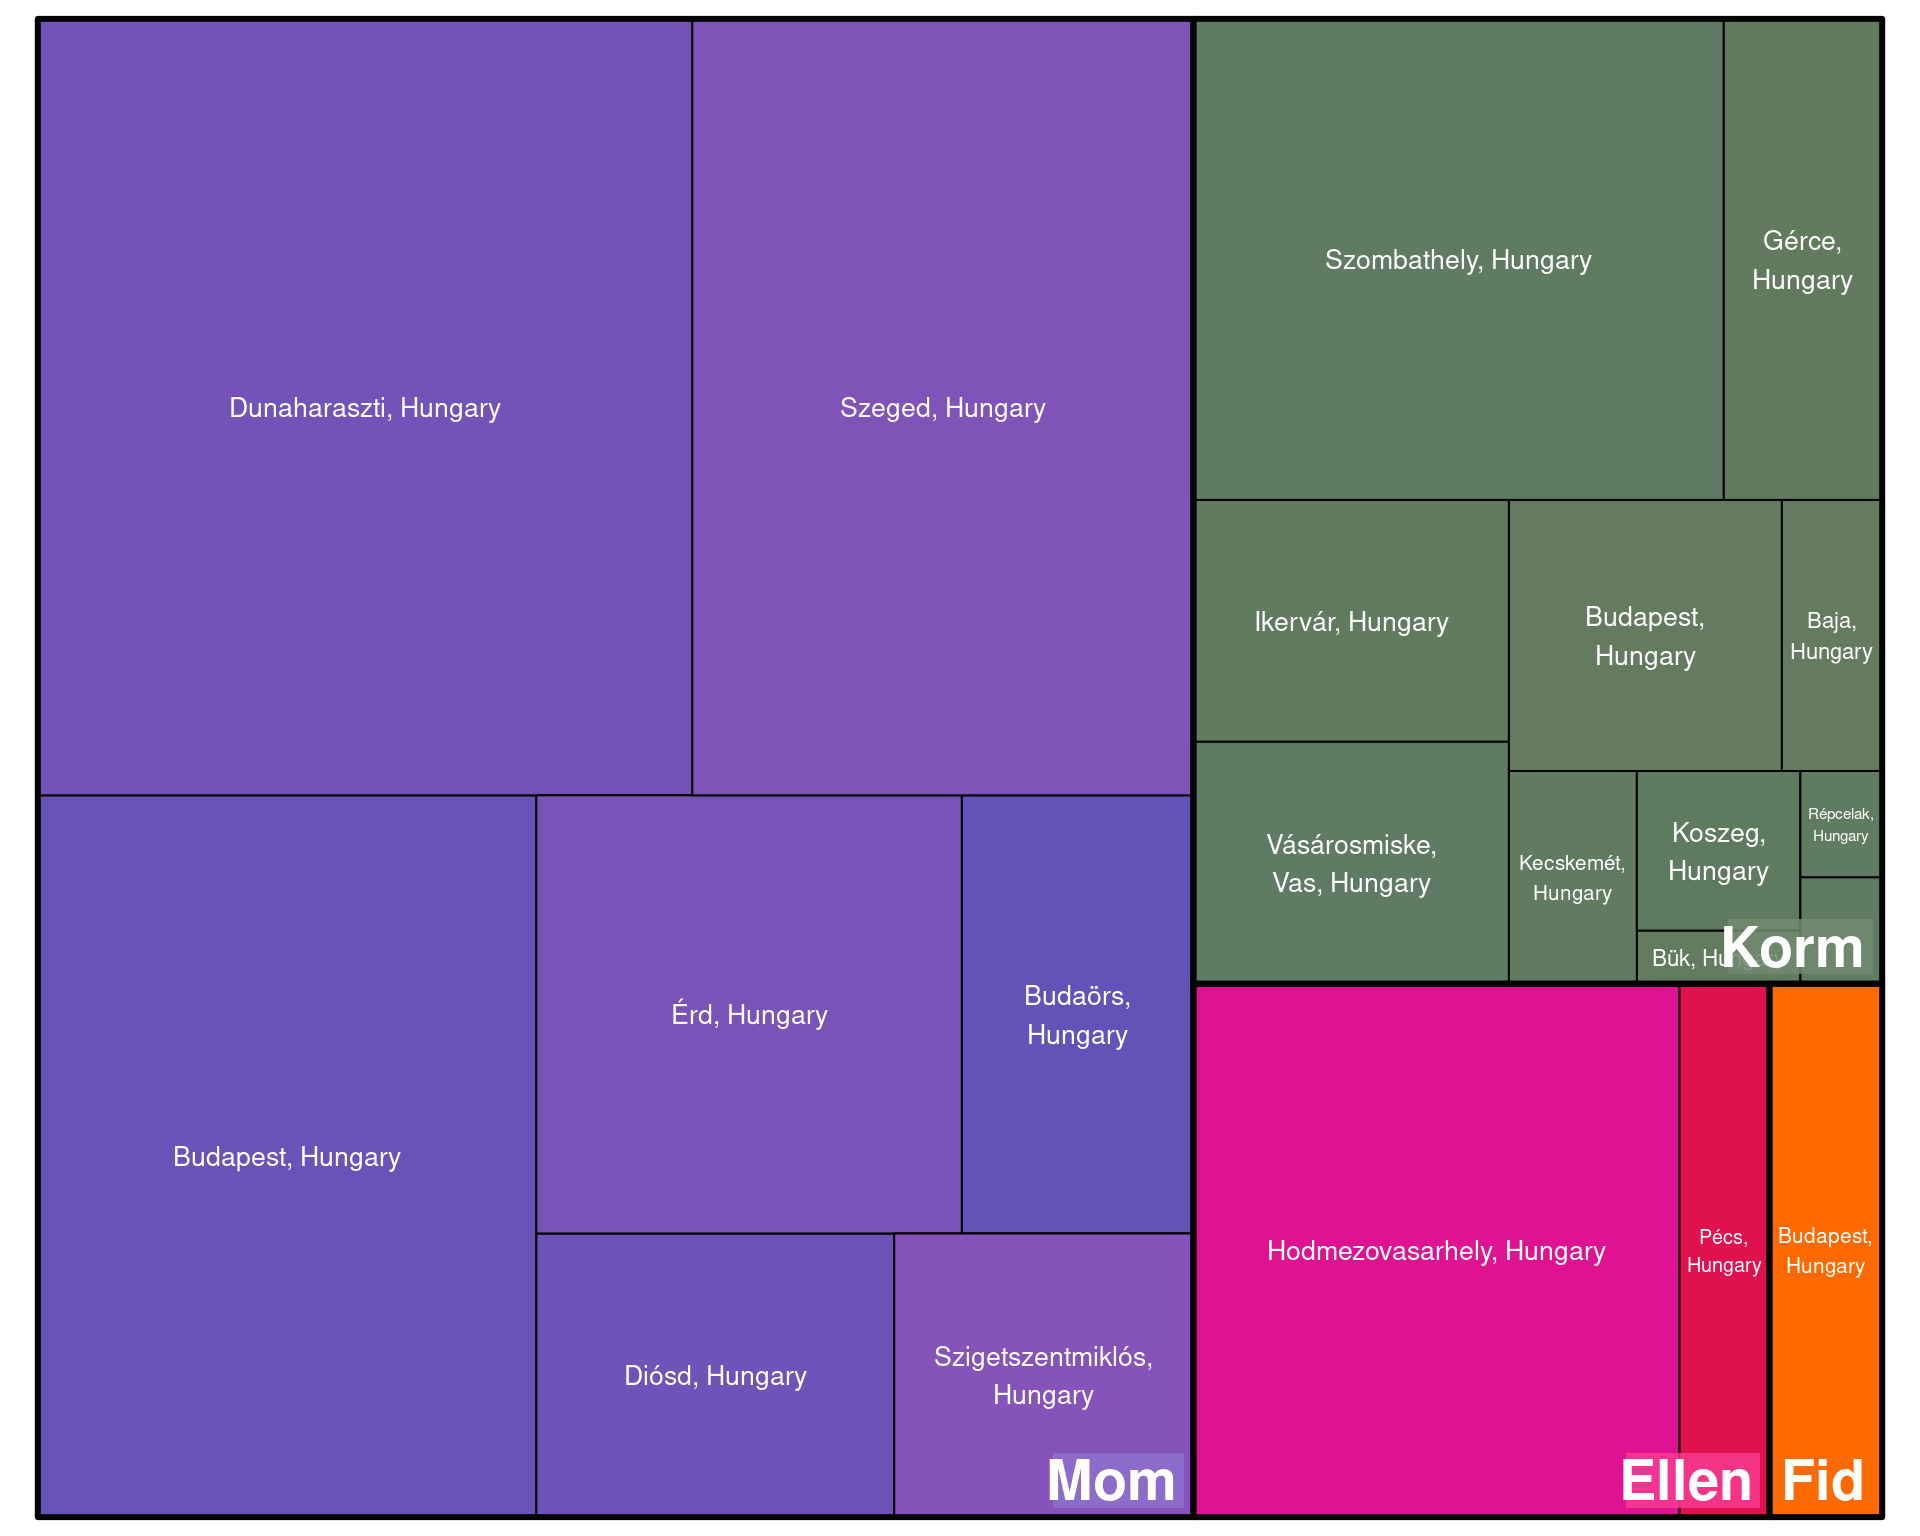 Dunaharaszti, Hungary
Szeged, Hungary
Budapest, Hungary
Érd, Hungary
Budaörs,
Hungary
Diósd, Hungary
Szigetszentmiklós,
Hungary
Mom
Szombathely, Hungary
Gérce,
Hungary
Ikervár, Hungary
Budapest,
Hungary
Baja,
Hungary
Vásárosmiske,
Vas, Hungary
Kecskemét,
Hungary
Koszeg,
Hungary
Répcelak,
Hungary
Bük,
Korm
Hodmezovasarhely, Hungary
Pécs,
Hungary
Ellen
Budapest,
Hungary
Fid